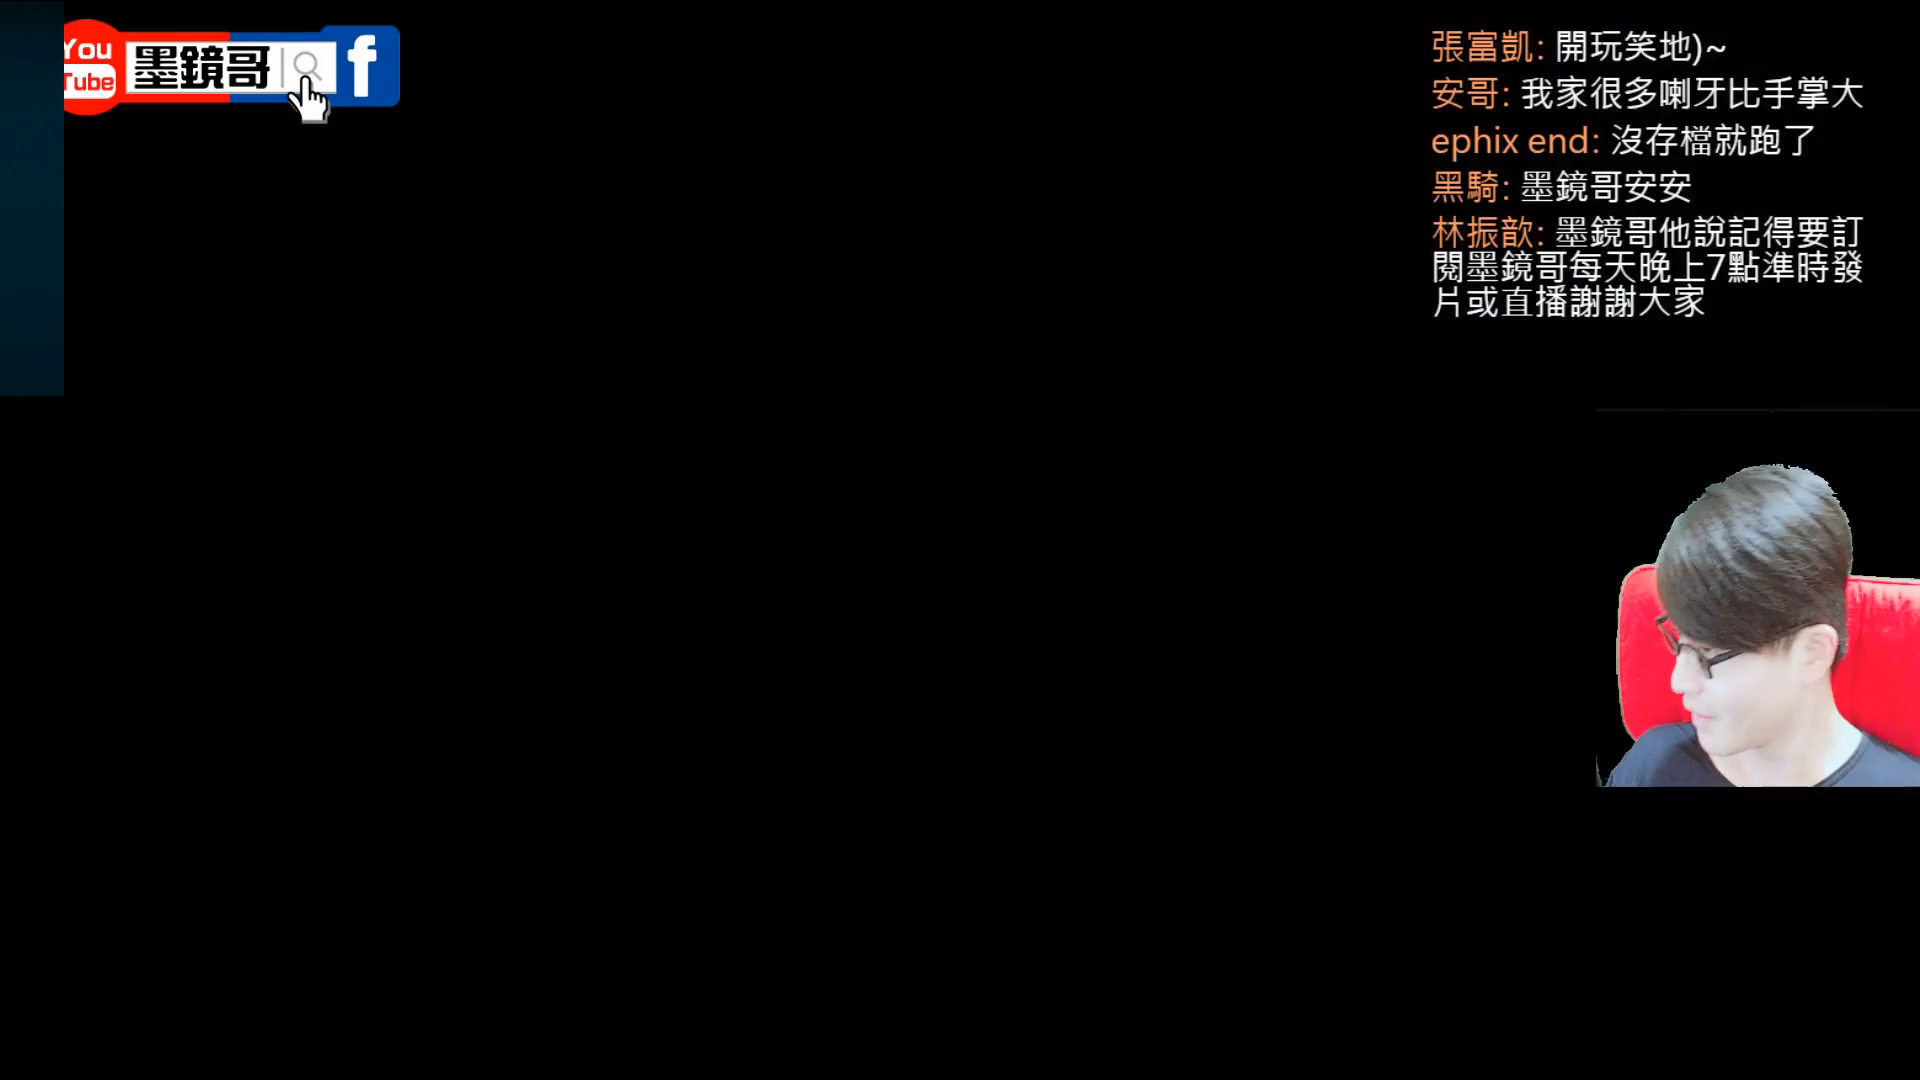 You
Tube
墨鏡哥
f
張富凱: 開玩笑地)~
安哥: 我家很多喇牙比手掌大
ephix end: 沒存檔就跑了
黑騎: 墨鏡哥安安
林振歆: 墨鏡哥他說記得要訂
閱墨鏡哥每天晚上7點準時發
片或直播謝謝大家